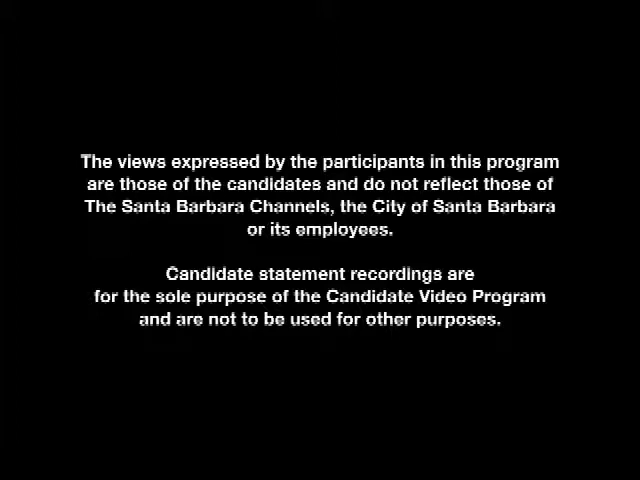 The views expressed by the participants in this program
are those of the candidates and do not reflect those of
The Santa Barbara Channels, the City of Santa Barbara
or its employees.
Candidate statement recordings are
for the sole purpose of the Candidate Video Program
and are not to be used for other purposes.